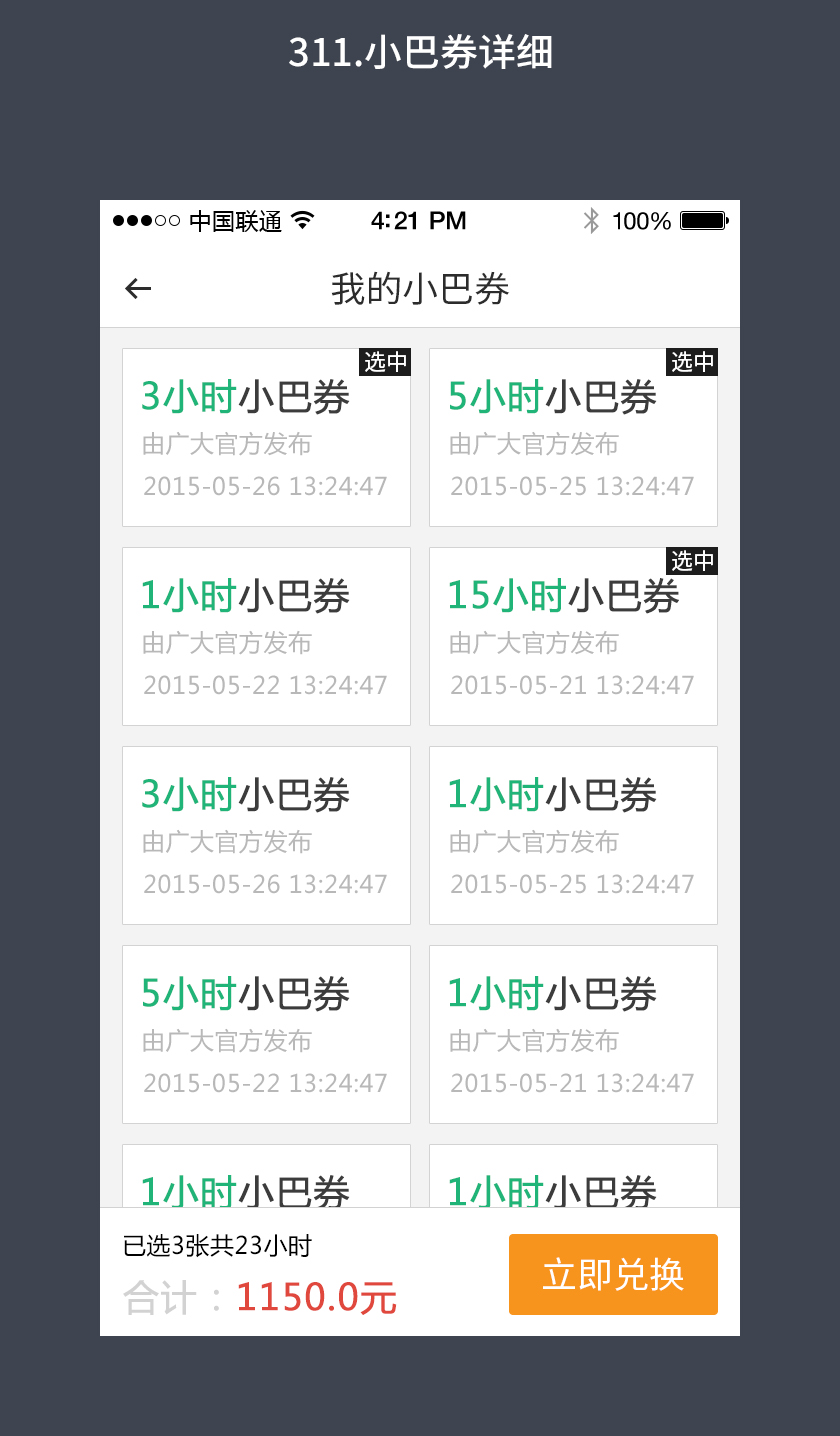 311.小巴券详细
中国联通 4:21 PM 100%
我的小巴券
选中 选中
3小时小巴券 5小时小巴券
由广大官方发布 由广大官方发布
2015-05-26 13:24:47 2015-05-25 13:24:47
选中
1小时小巴券 15小时小巴券
由广大官方发布 由广大官方发布
2015-05-22 13:24:47 2015-05-21 13:24:47
3小时小巴券 1小时小巴券
由广大官方发布 由广大官方发布
2015-05-26 13:24:47 2015-05-25 13:24:47
5小时小巴券 1小时小巴券
由广大官方发布 由广大官方发布
2015-05-22 13:24:47 2015-05-21 13:24:47
1小时小巴券 1小时小巴券
已选3张共23小时
合计：1150.0元
立即兑换